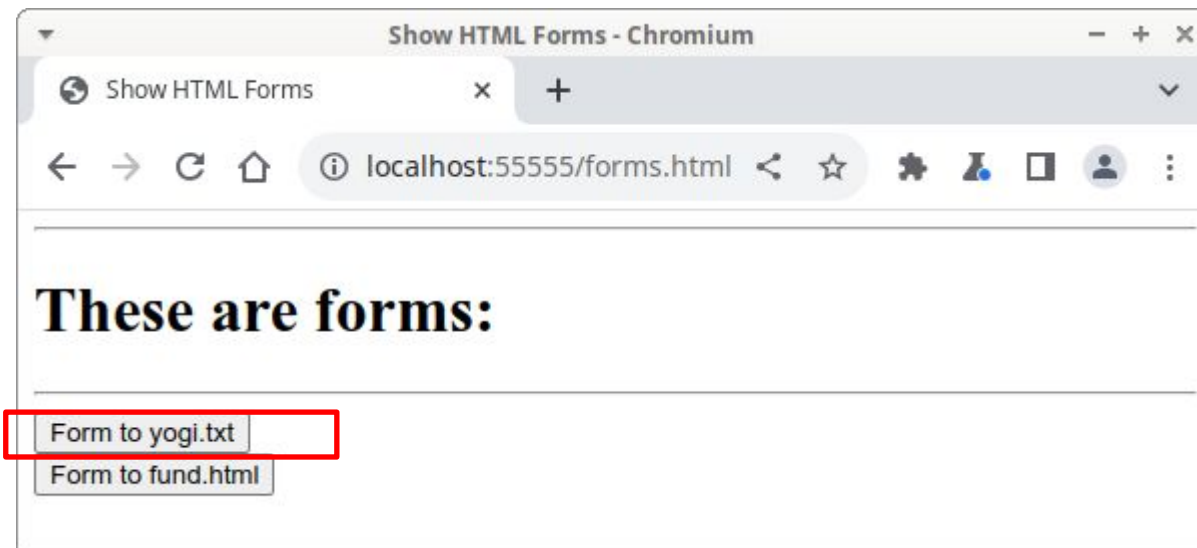 Show HTML Forms - Chromium
Show HTML Forms
localhost:55555/forms.html
These are forms:
Form to yogi.txt
Form to fund.html